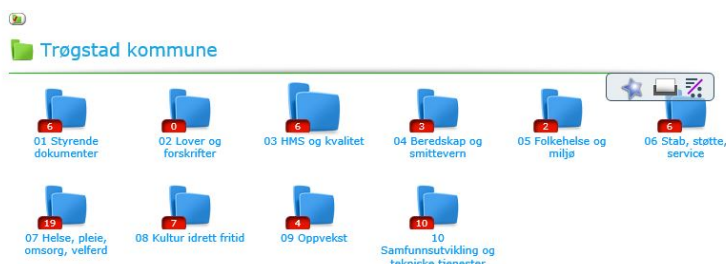 Trøgstad kommune
6
0
6
3
2
6
01 Styrende
dokumenter
02 Lover og
forskrifter
03 HMS og kvalitet
04 Beredskap og
smittevern
05 Folkehelse og
miljø
06 Stab, støtte,
service
19
7
4
10
07 Helse, pleie,
omsorg, velferd
08 Kultur idrett fritid
09 Oppvekst
10
Samfunnsutvikling og
tekniske tjenester